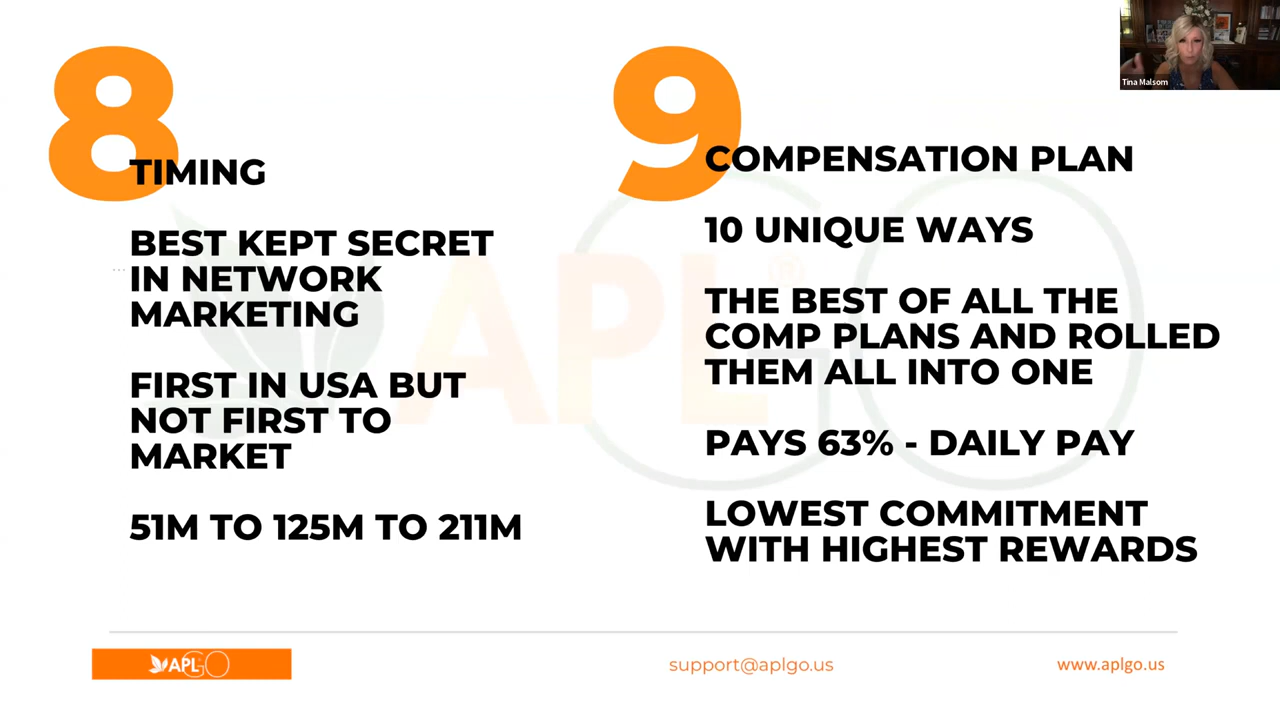 Tina Malsom
8
TIMING
BEST KEPT SECRET
IN NETWORK
MARKETING
FIRST IN USA BUT
NOT FIRST TO
MARKET
51M TO 125M TO 211M
9
COMPENSATION PLAN
10 UNIQUE WAYS
THE BEST OF ALL THE
COMP PLANS AND ROLLED
THEM ALL INTO ONE
PAYS 63% - DAILY PAY
LOWEST COMMITMENT
WITH HIGHEST REWARDS
APLGO®
APLGO
support@aplgo.us
www.aplgo.us